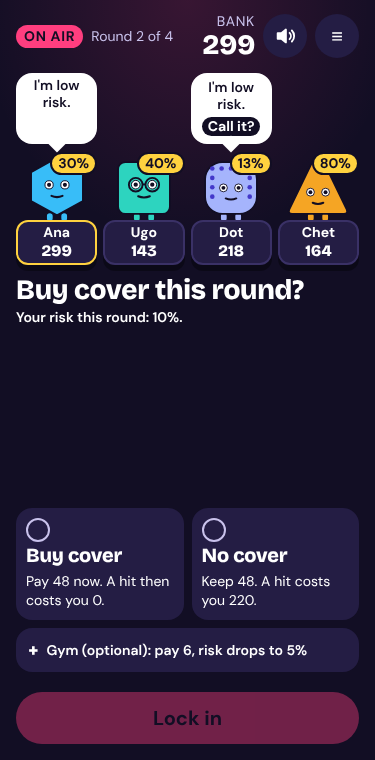 ON AIR
Round 2 of 4
BANK
299
I'm low
risk.
I'm low
risk.
Call it?
30%
40%
13%
80%
Ana
299
Ugo
143
Dot
218
Chet
164
Buy cover this round?
Your risk this round: 10%.
Buy cover
Pay 48 now. A hit then
costs you 0.
No cover
Keep 48. A hit costs
you 220.
+ Gym (optional): pay 6, risk drops to 5%
Lock in